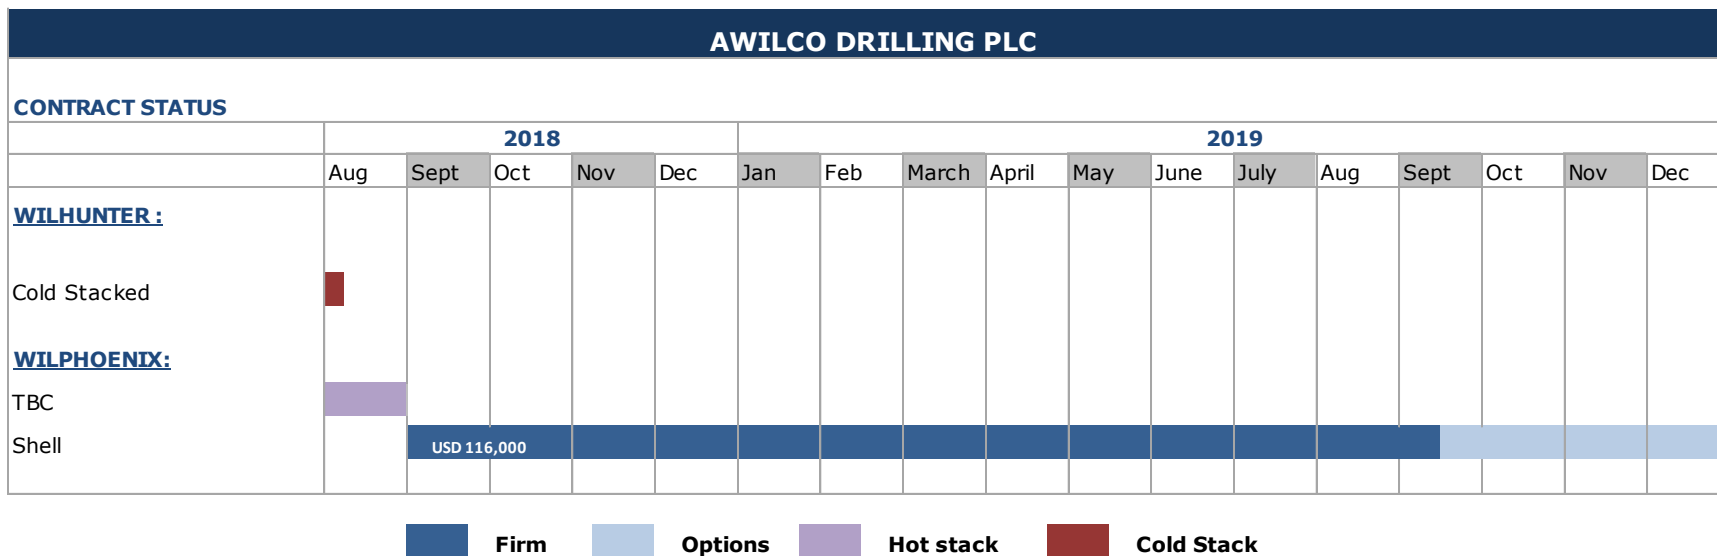 AWILCO DRILLING PLC
CONTRACT STATUS
2018 2019
Aug Sept Oct Nov Dec Jan Feb March April May June July Aug Sept Oct Nov Dec
WILHUNTER :
Cold Stacked
WILPHOENIX:
TBC
Shell USD 116,000
Firm Options Hot stack Cold Stack